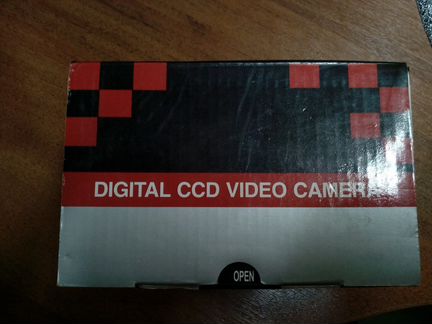 DIGITAL CCD VIDEO CAMERA
OPEN